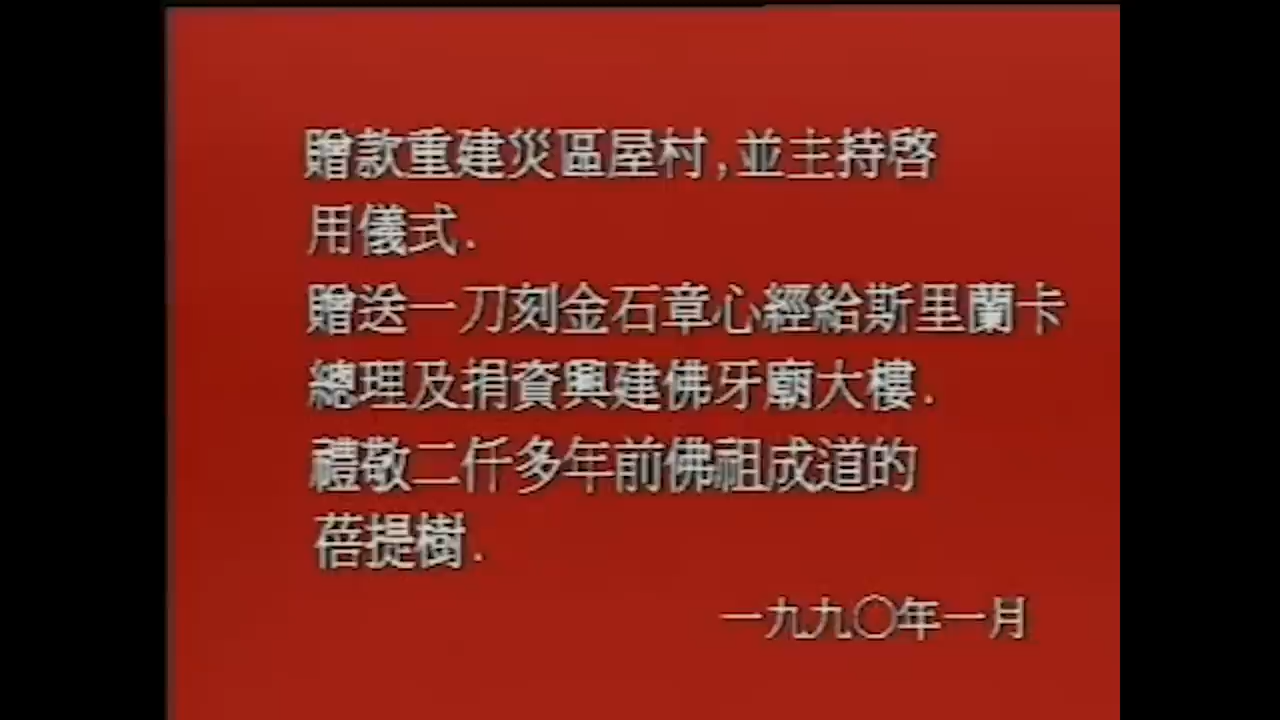 贈款重建災區屋村,並主持啓
用儀式.
贈送一刀刻金石章心經給斯里蘭卡
總理及捐資興建佛牙廟大樓.
禮敬二仟多年前佛祖成道的
蓓提樹.
一九九〇年一月